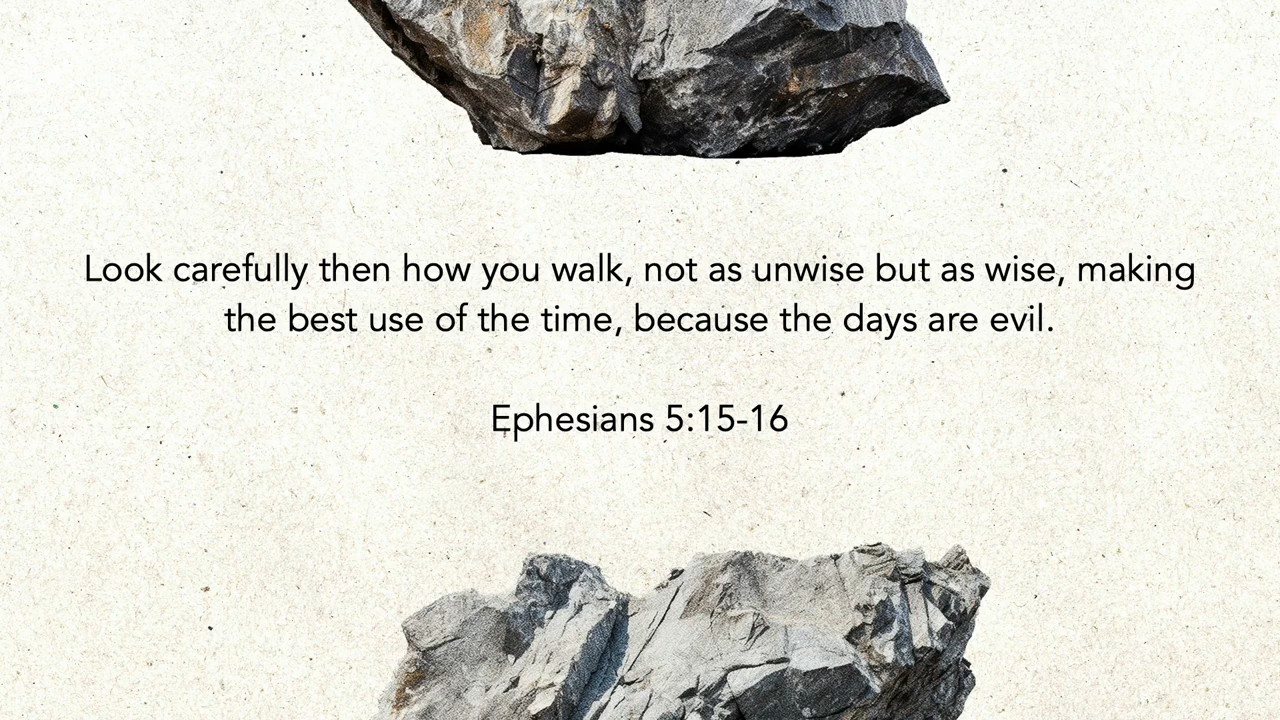 Look carefully then how you walk, not as unwise but as wise, making
the best use of the time, because the days are evil.
Ephesians 5:15-16